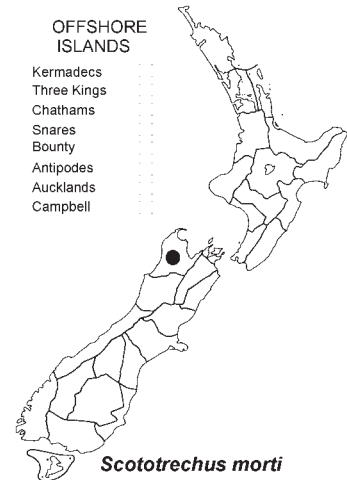 OFFSHORE
ISLANDS
Kermadecs
Three Kings
Chathams
Snares
Bounty
Antipodes
Aucklands
Campbell
Scototrechus morti